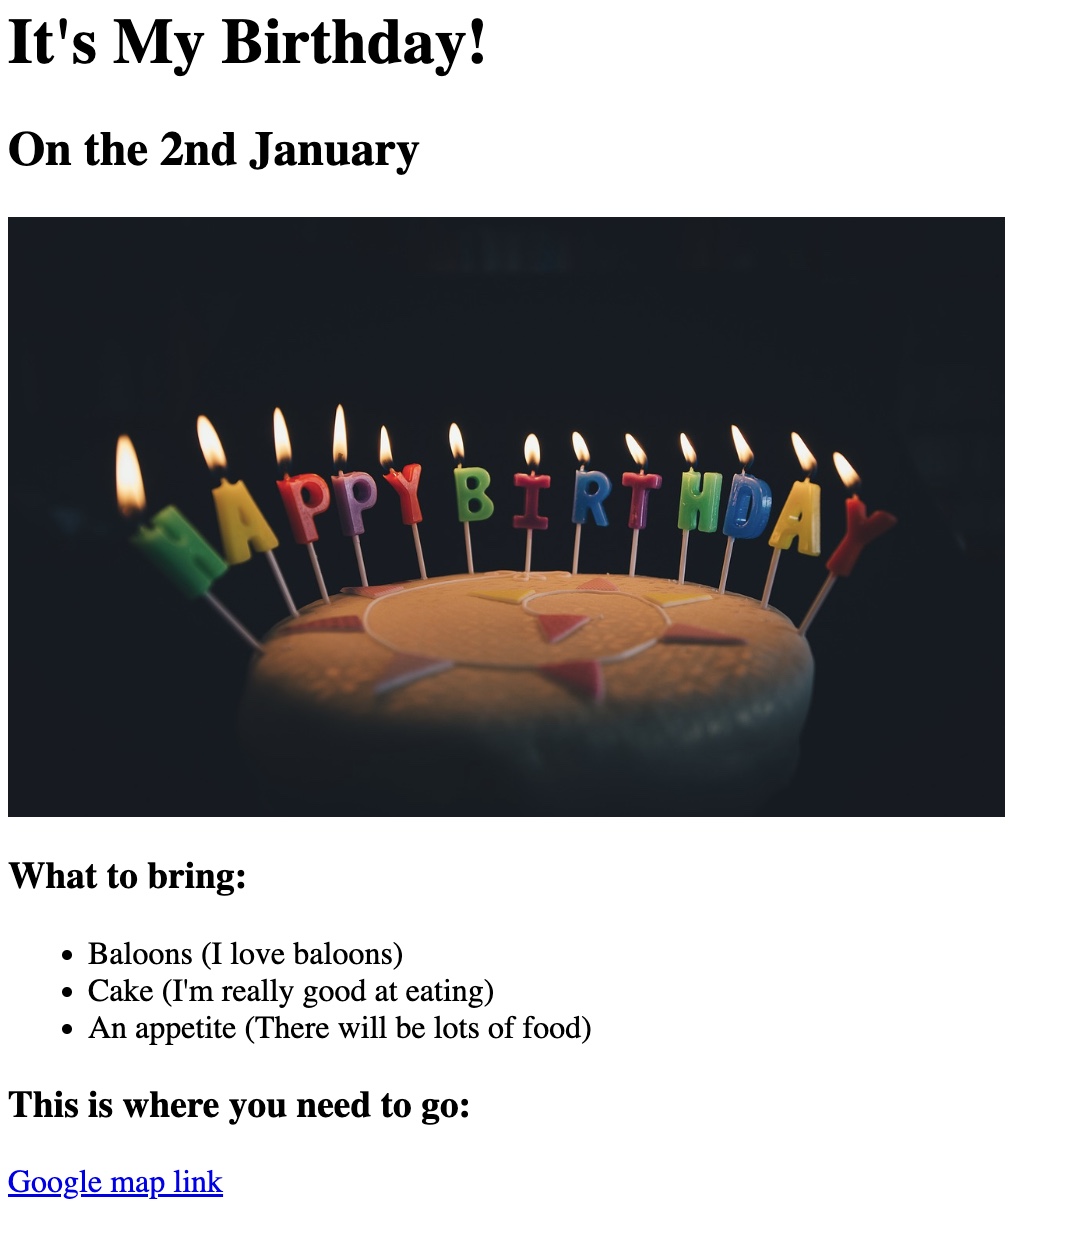 It's My Birthday!
On the 2nd January
HAPPY BIRTHDAY
What to bring:
Baloons (I love baloons)
Cake (I'm really good at eating)
An appetite (There will be lots of food)
This is where you need to go:
Google map link